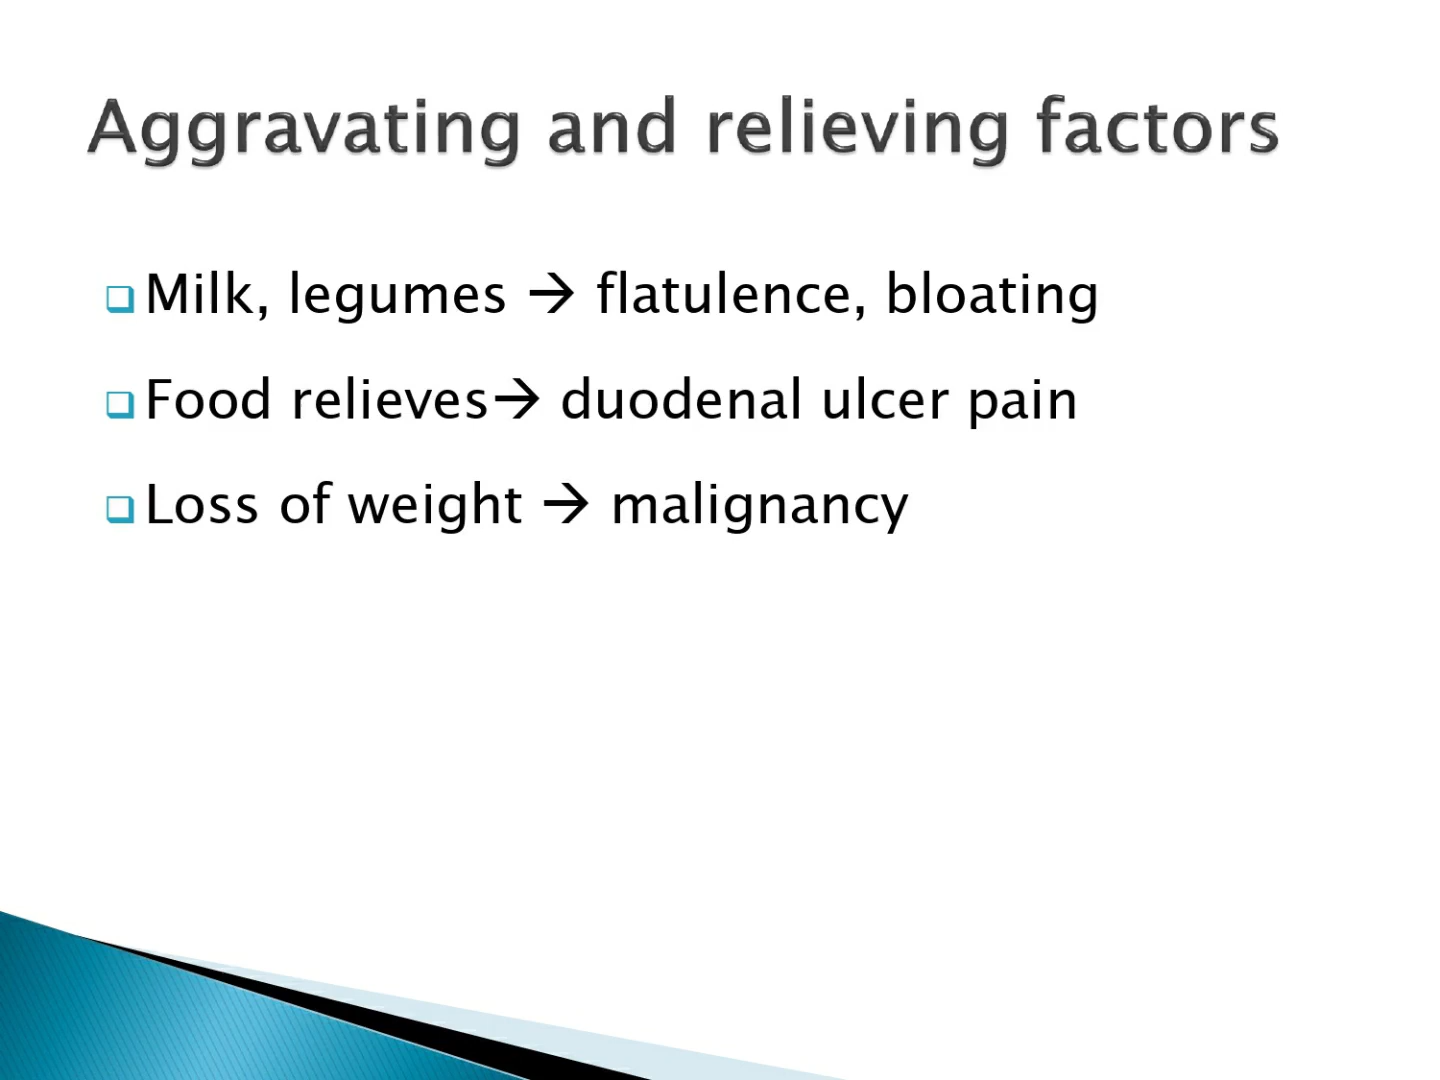 Aggravating and relieving factors
❑Milk, legumes → flatulence, bloating
❑Food relieves→ duodenal ulcer pain
❑Loss of weight → malignancy